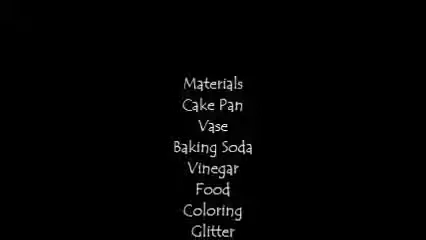 Materials
Cake Pan
Vase
Baking Soda
Vinegar
Food
Coloring
Glitter